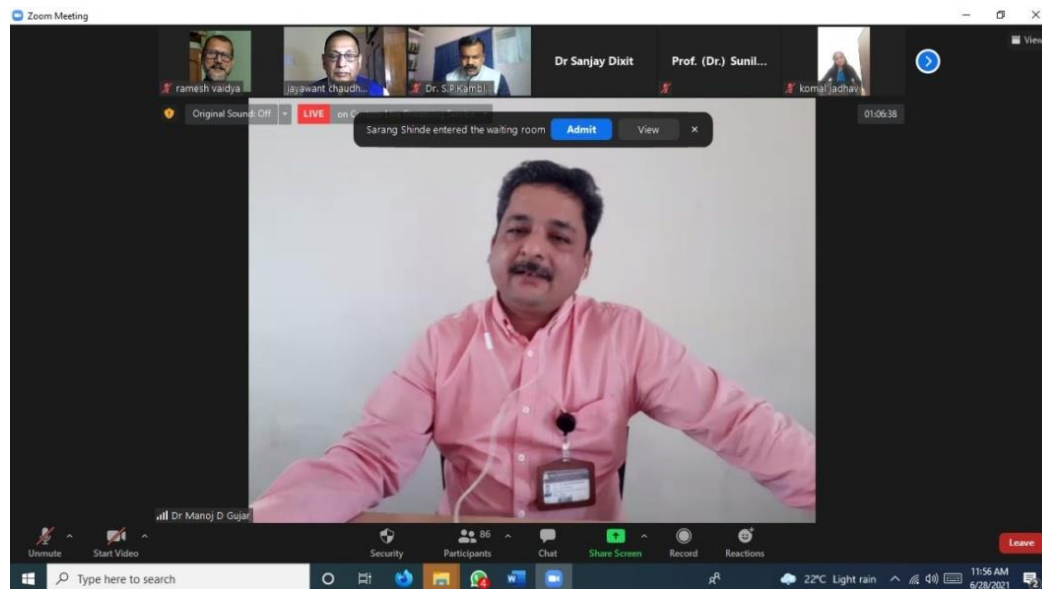 Zoom Meeting
View
ramesh vaidya
jayawant chaudh...
Dr. S.P.Kambl...
Dr Sanjay Dixit
Prof. (Dr.) Sunil...
komal jadhav
Original Sound: Off
LIVE
on
Sarang Shinde entered the waiting room
Admit
View
01:06:38
Dr Manoj D Gujar
Unmute
Start Video
Security
86
Participants
Chat
Share Screen
Record
Reactions
Leave
Type here to search
4
22°C Light rain
11:56 AM
6/28/2021
2